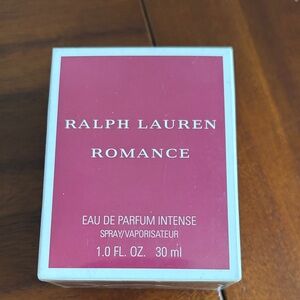 RALPH LAUREN
ROMANCE
EAU DE PARFUM INTENSE
SPRAY/VAPORISATEUR
1.0 FL. OZ. 30 ml